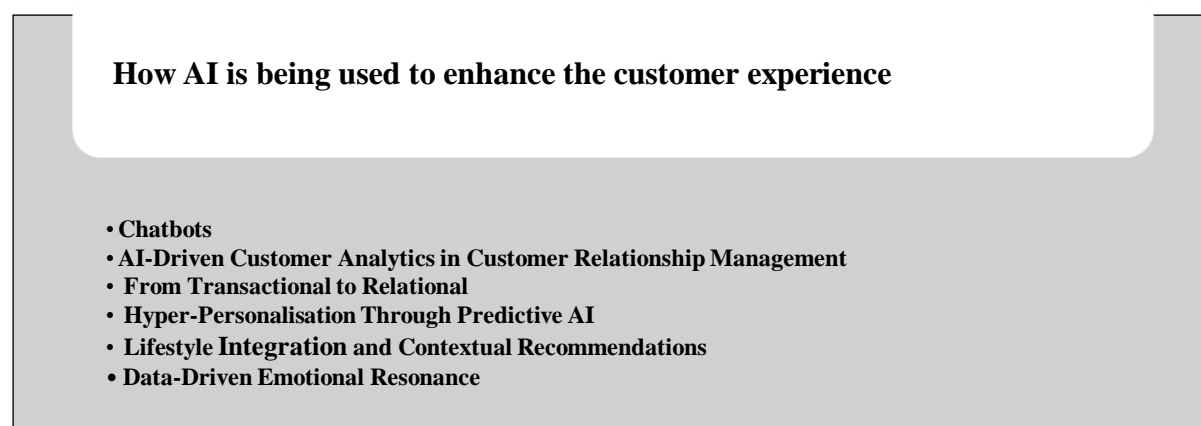 How AI is being used to enhance the customer experience
• Chatbots
• AI-Driven Customer Analytics in Customer Relationship Management
• From Transactional to Relational
• Hyper-Personalisation Through Predictive AI
• Lifestyle Integration and Contextual Recommendations
• Data-Driven Emotional Resonance